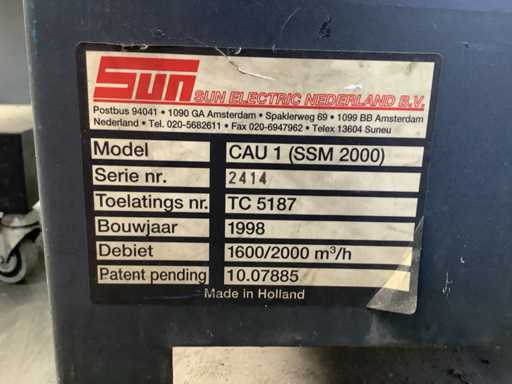 Sun
SUN ELECTRIC NEDERLAND B.V.
Postbus 94041 • 1090 GA Amsterdam • Spaklerweg 69 • 1099 BB Amsterdam
Nederland • Tel. 020-5682611 • Fax 020-6947962 • Telex 13604 Suneu
Model CAU 1 (SSM 2000)
Serie nr. 2414
Toelatings nr. TC 5187
Bouwjaar 1998
Debiet 1600/2000 m³/h
Patent pending 10.07885
Made in Holland